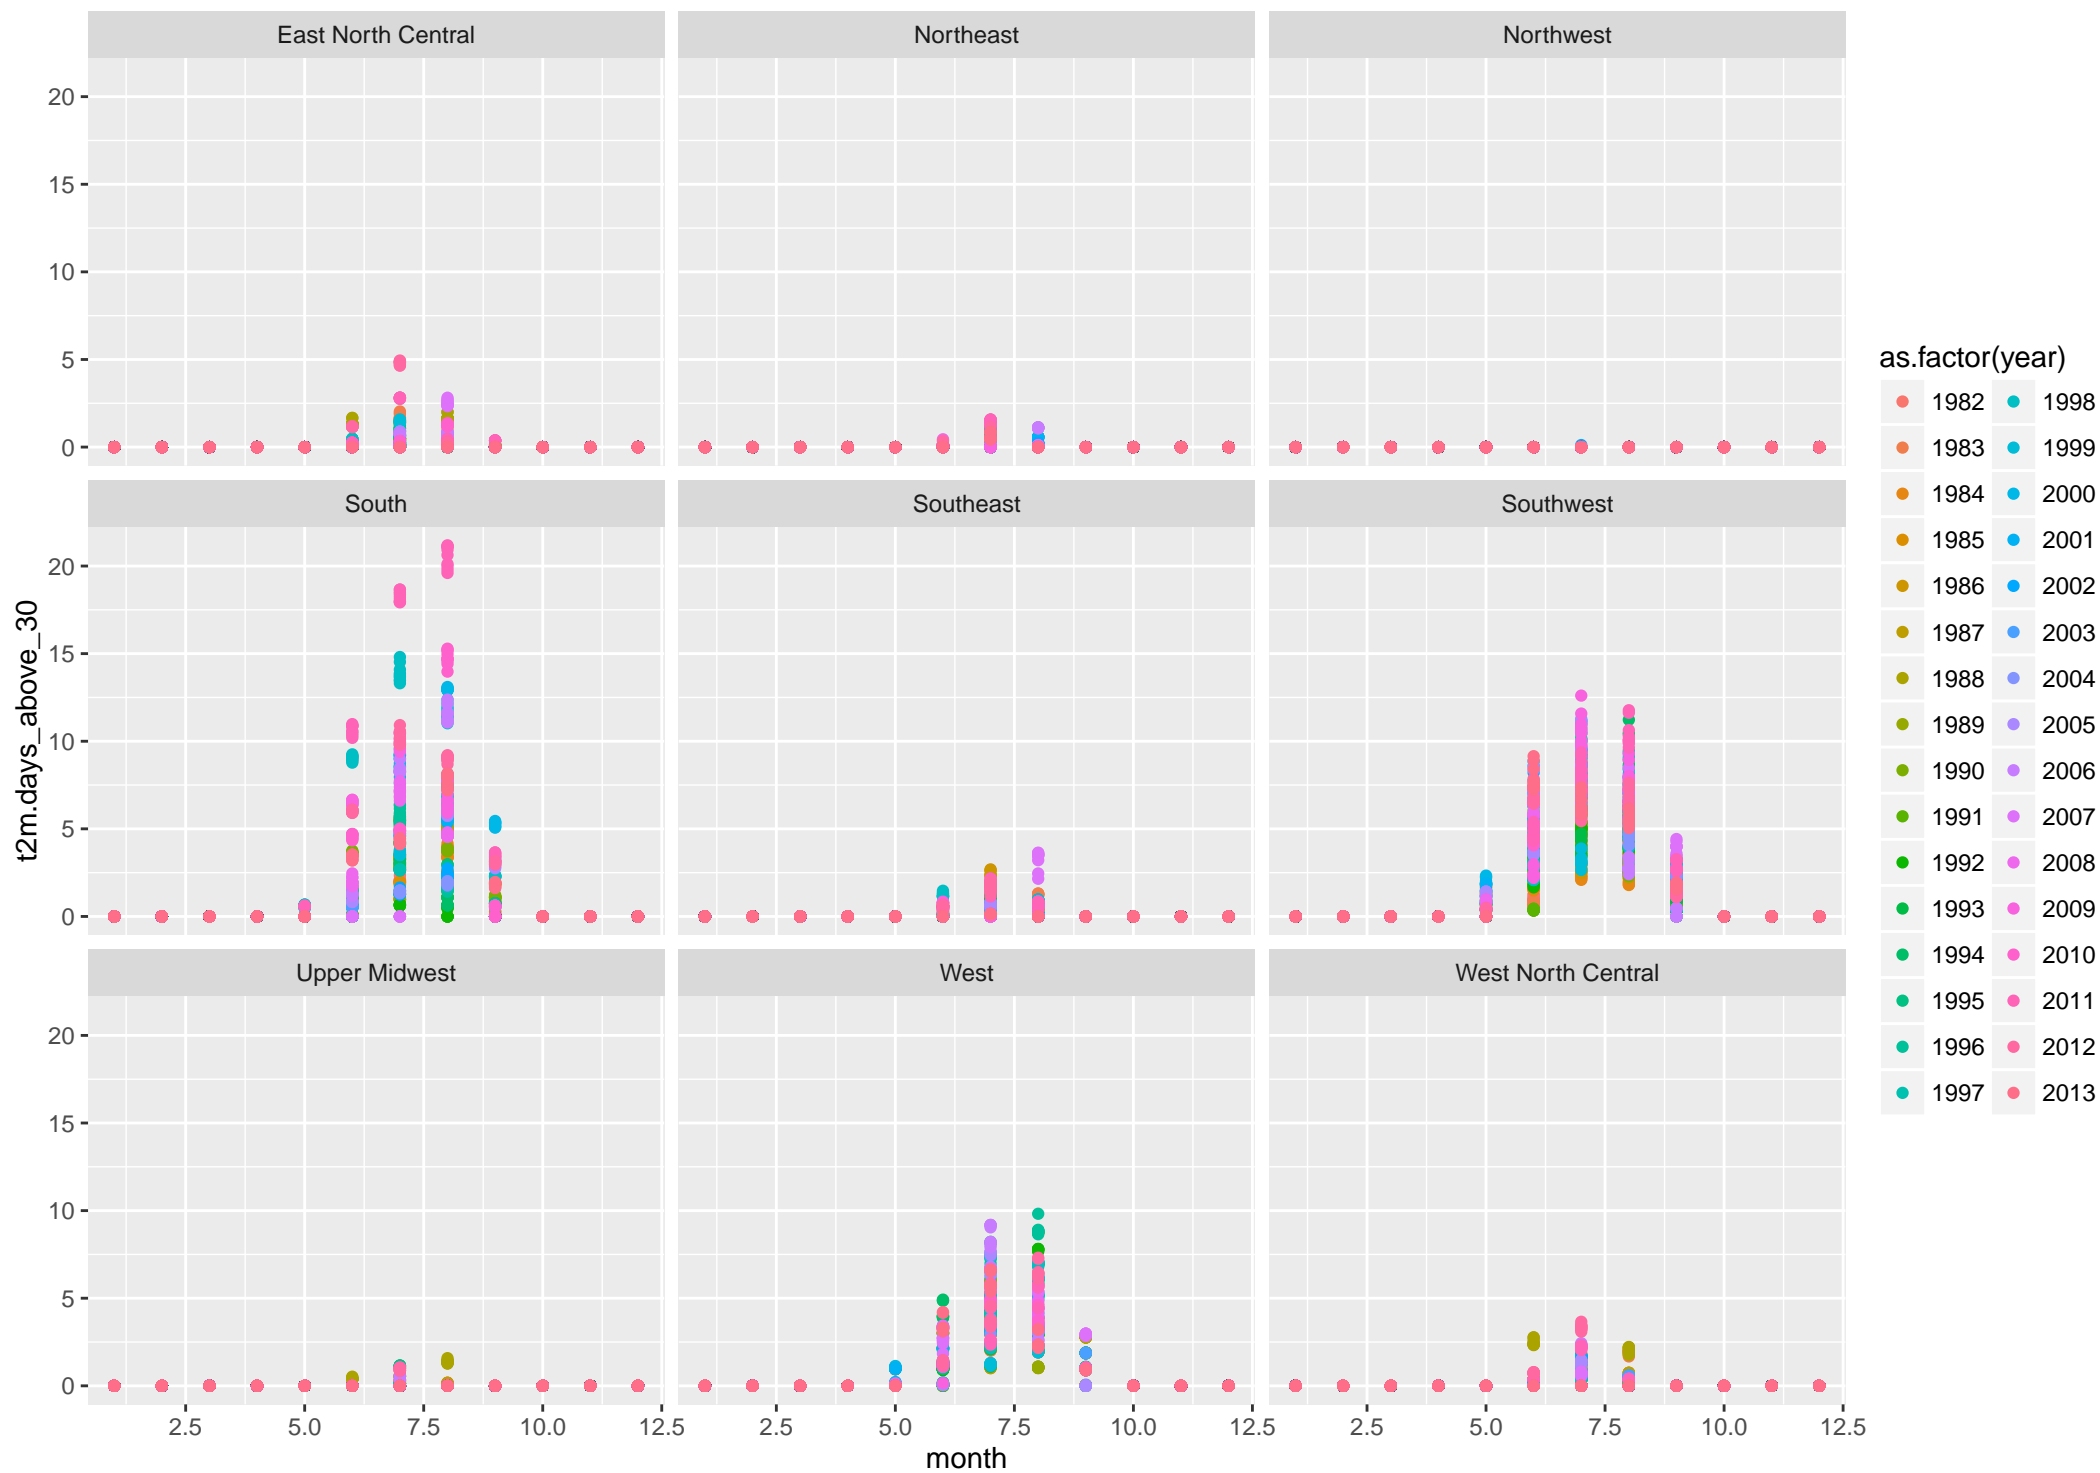 East North Central
Northeast
Northwest
20
15
10
5
0
South
Southeast
Southwest
20
15
10
5
0
Upper Midwest
West
West North Central
20
15
10
5
0
2.5 5.0 7.5 10.0 12.5 2.5 5.0 7.5 10.0 12.5 2.5 5.0 7.5 10.0 12.5
month
t2m.days_above_30
as.factor(year)
1982 1998
1983 1999
1984 2000
1985 2001
1986 2002
1987 2003
1988 2004
1989 2005
1990 2006
1991 2007
1992 2008
1993 2009
1994 2010
1995 2011
1996 2012
1997 2013